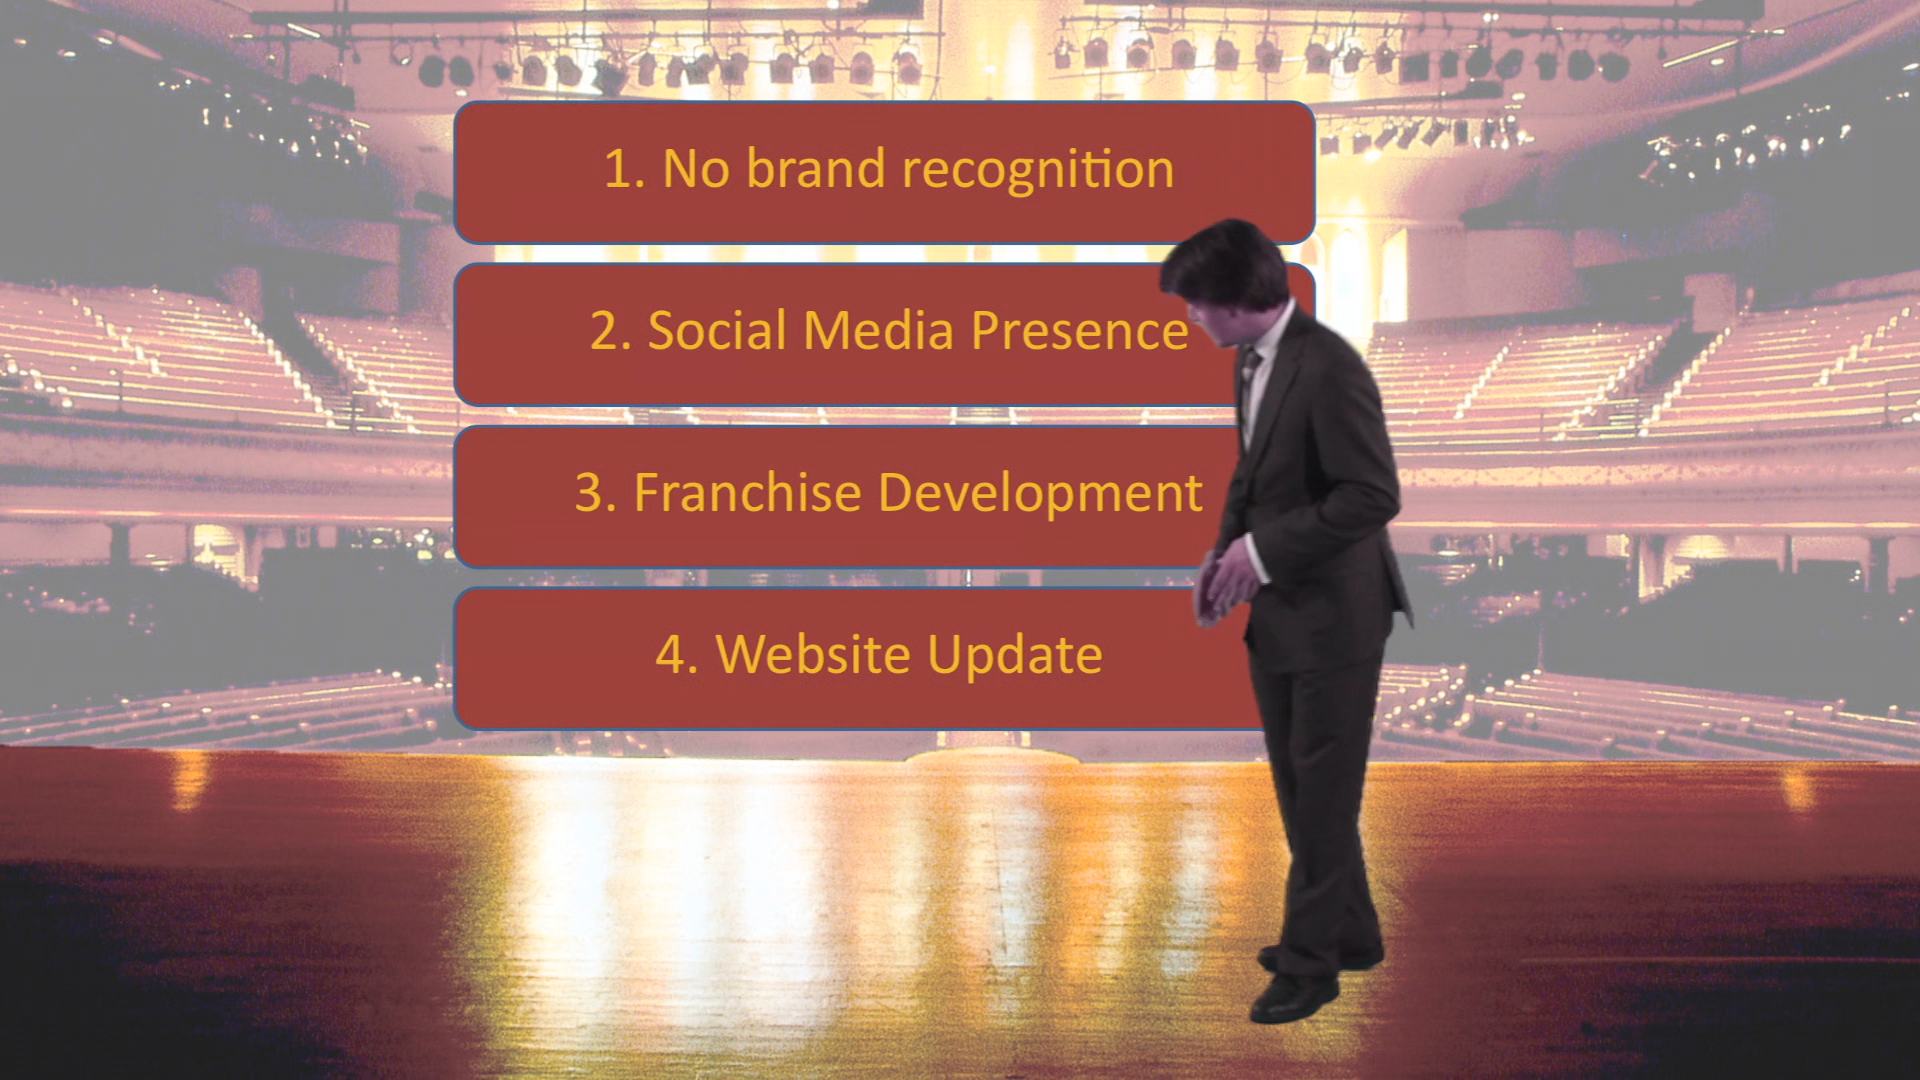 1. No brand recognition
2. Social Media Presence
3. Franchise Development
4. Website Update